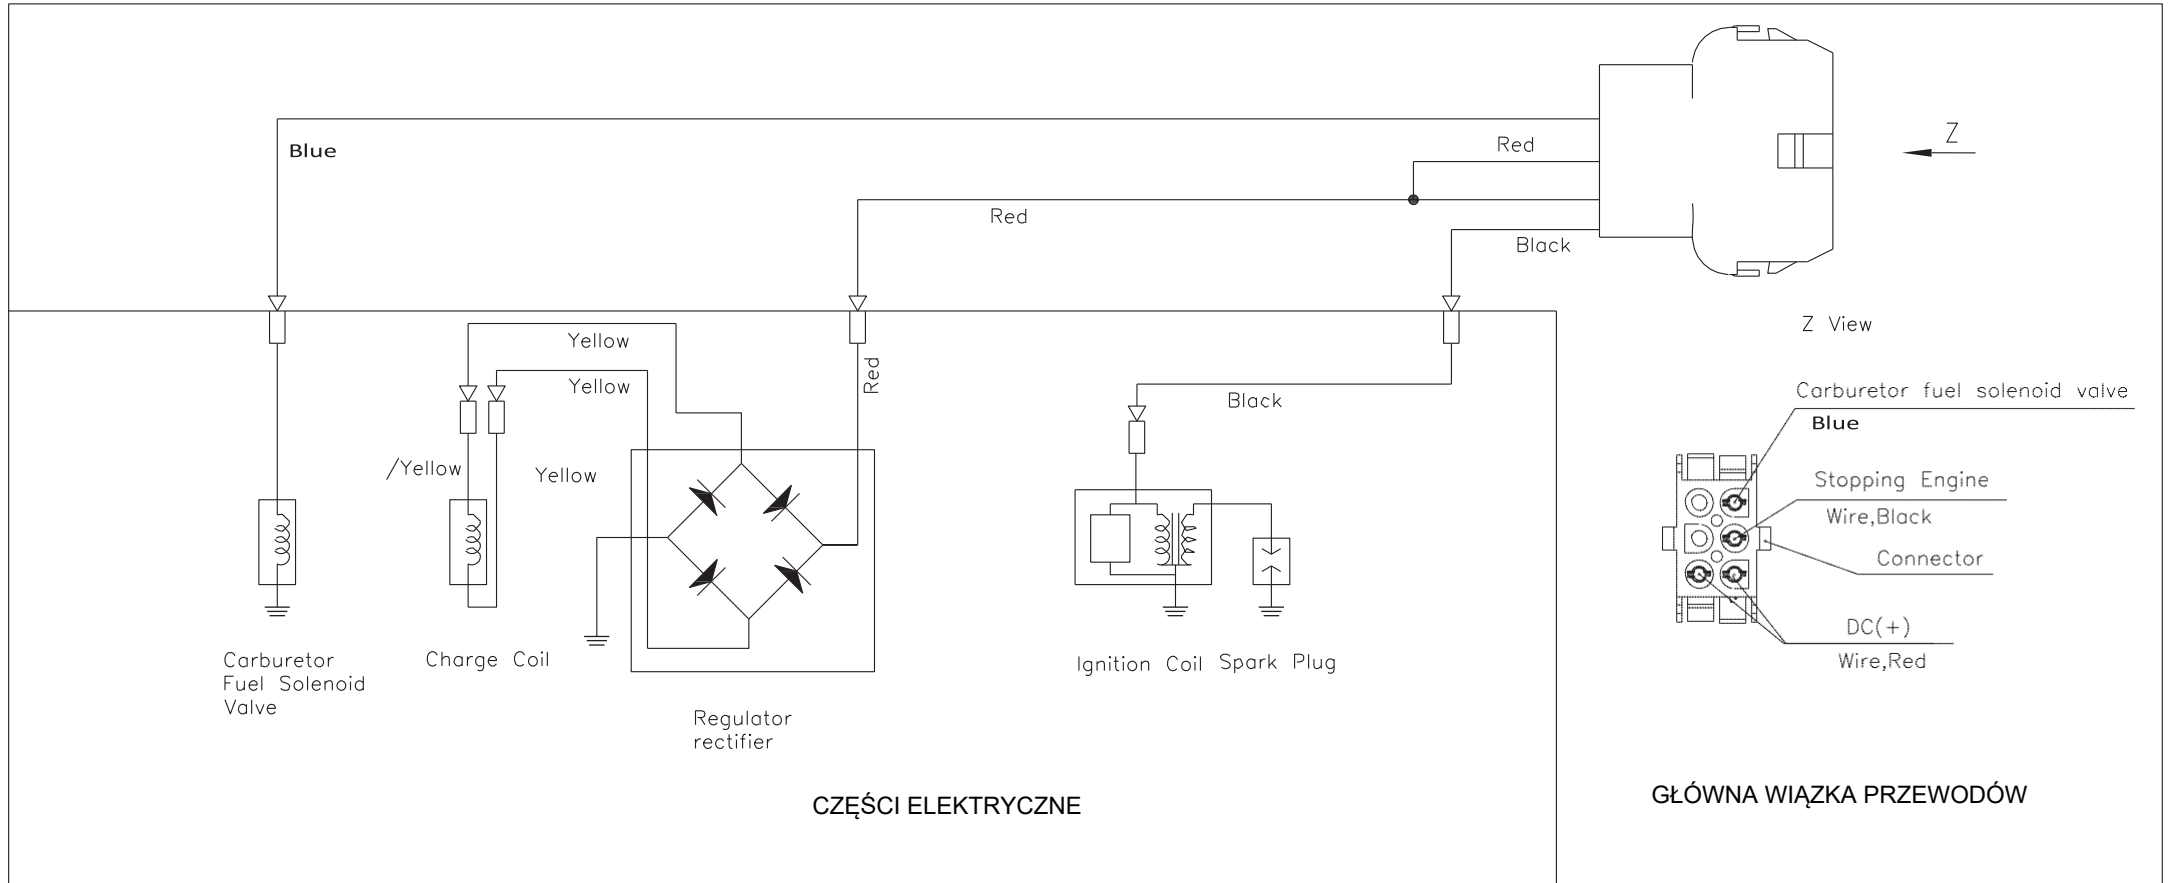 Blue
Red
Z
Red
Black
Z View
Yellow
Yellow
Red
Black
/Yellow
Yellow
Carburetor fuel solenoid valve
Blue
Stopping Engine
Wire,Black
Connector
DC(+)
Wire,Red
Carburetor
Fuel Solenoid
Valve
Charge Coil
Regulator
rectifier
Ignition Coil
Spark Plug
CZĘŚCI ELEKTRYCZNE
GŁÓWNA WIĄZKA PRZEWODÓW